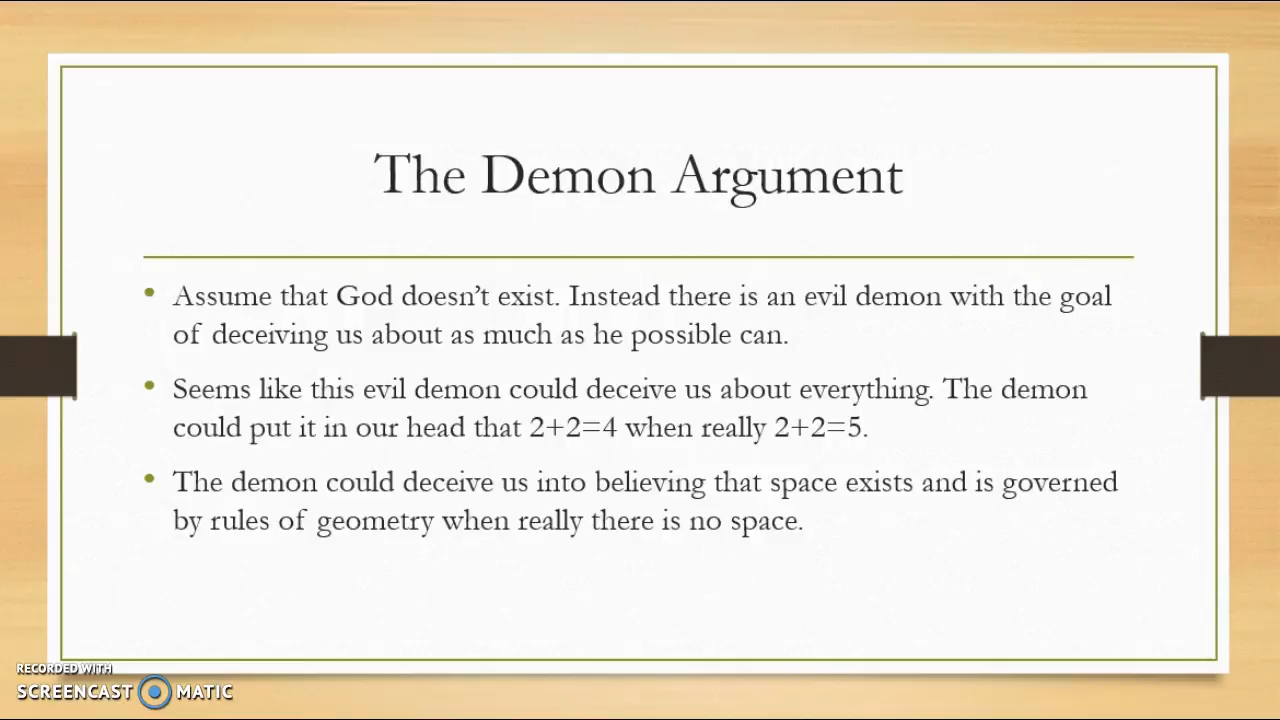 The Demon Argument
• Assume that God doesn’t exist. Instead there is an evil demon with the goal
of deceiving us about as much as he possible can.
• Seems like this evil demon could deceive us about everything. The demon
could put it in our head that 2+2=4 when really 2+2=5.
• The demon could deceive us into believing that space exists and is governed
by rules of geometry when really there is no space.
RECORDED WITH
SCREENCAST MATIC